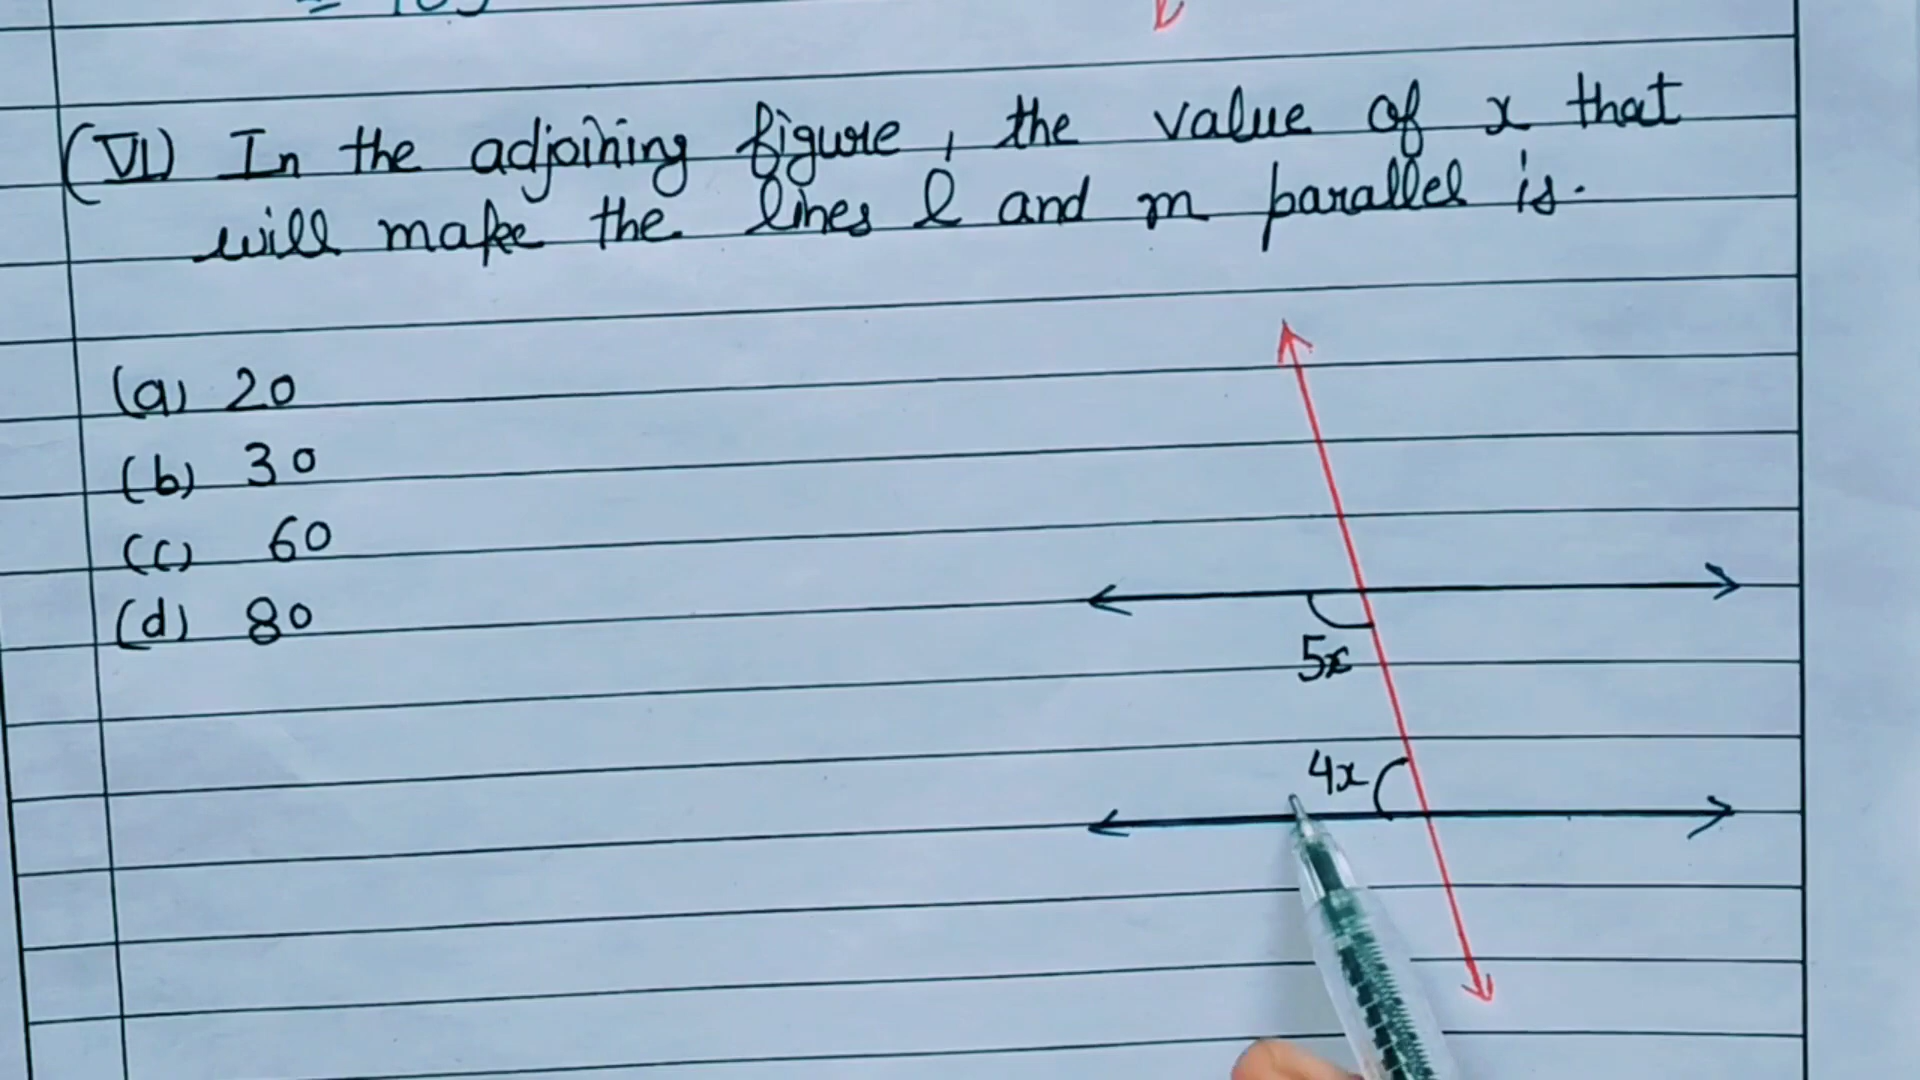 (VI) In the adjoining figure, the value of x that
will make the lines l and m parallel is.
(a) 20
(b) 30
(c) 60
(d) 80
5x
4x